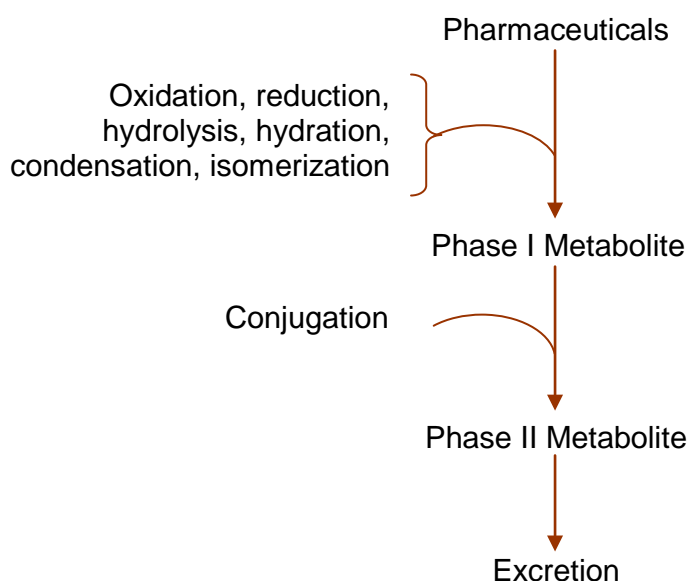 Pharmaceuticals
Oxidation, reduction,
hydrolysis, hydration,
condensation, isomerization
Phase I Metabolite
Conjugation
Phase II Metabolite
Excretion